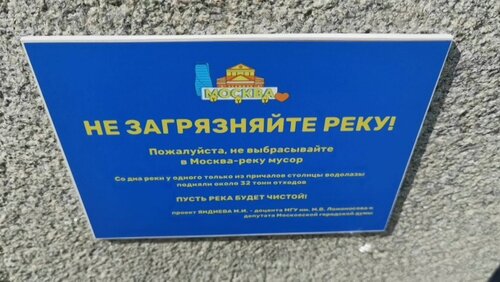 МОСКВА
НЕ ЗАГРЯЗНЯЙТЕ РЕКУ!
Пожалуйста, не выбрасывайте
в Москва-реку мусор
Со дна реки у одного только из причалов столицы водолазы
подняли около 32 тонн отходов
ПУСТЬ РЕКА БУДЕТ ЧИСТОЙ!
проект ЯНДИЕВА М.И. - доцента МГУ им. М.В. Ломоносова и
депутата Московской городской думы